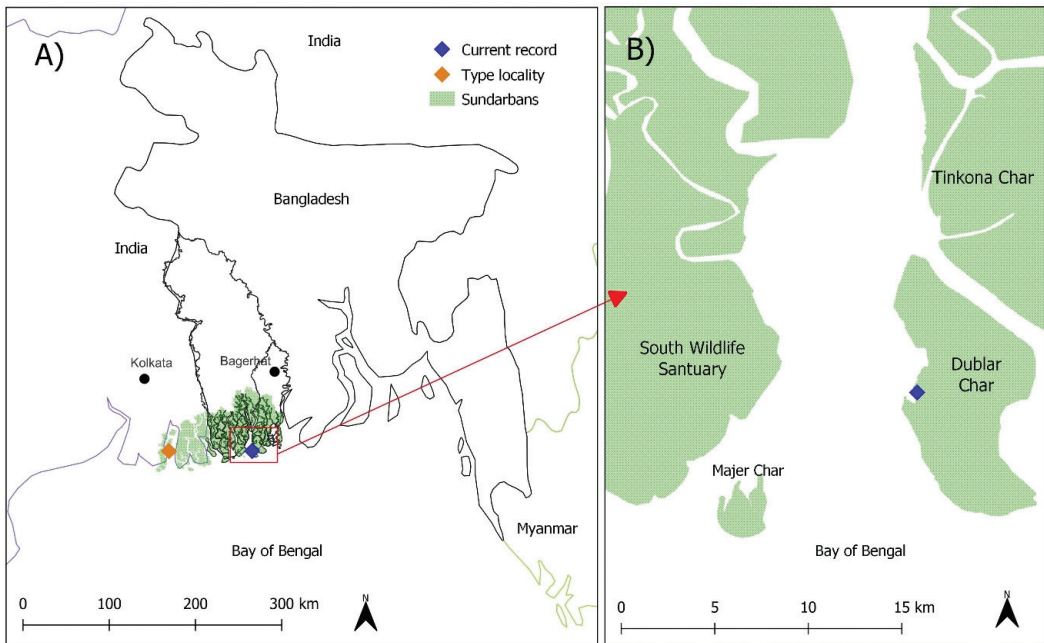 A)
India
Current record
Type locality
Sundarbans
Bangladesh
India
Kolkata
Bagerhat
Myanmar
Bay of Bengal
0 100 200 300 km
N
B)
Tinkona Char
South Wildlife
Santuary
Dublar
Char
Majer Char
Bay of Bengal
0 5 10 15 km
N